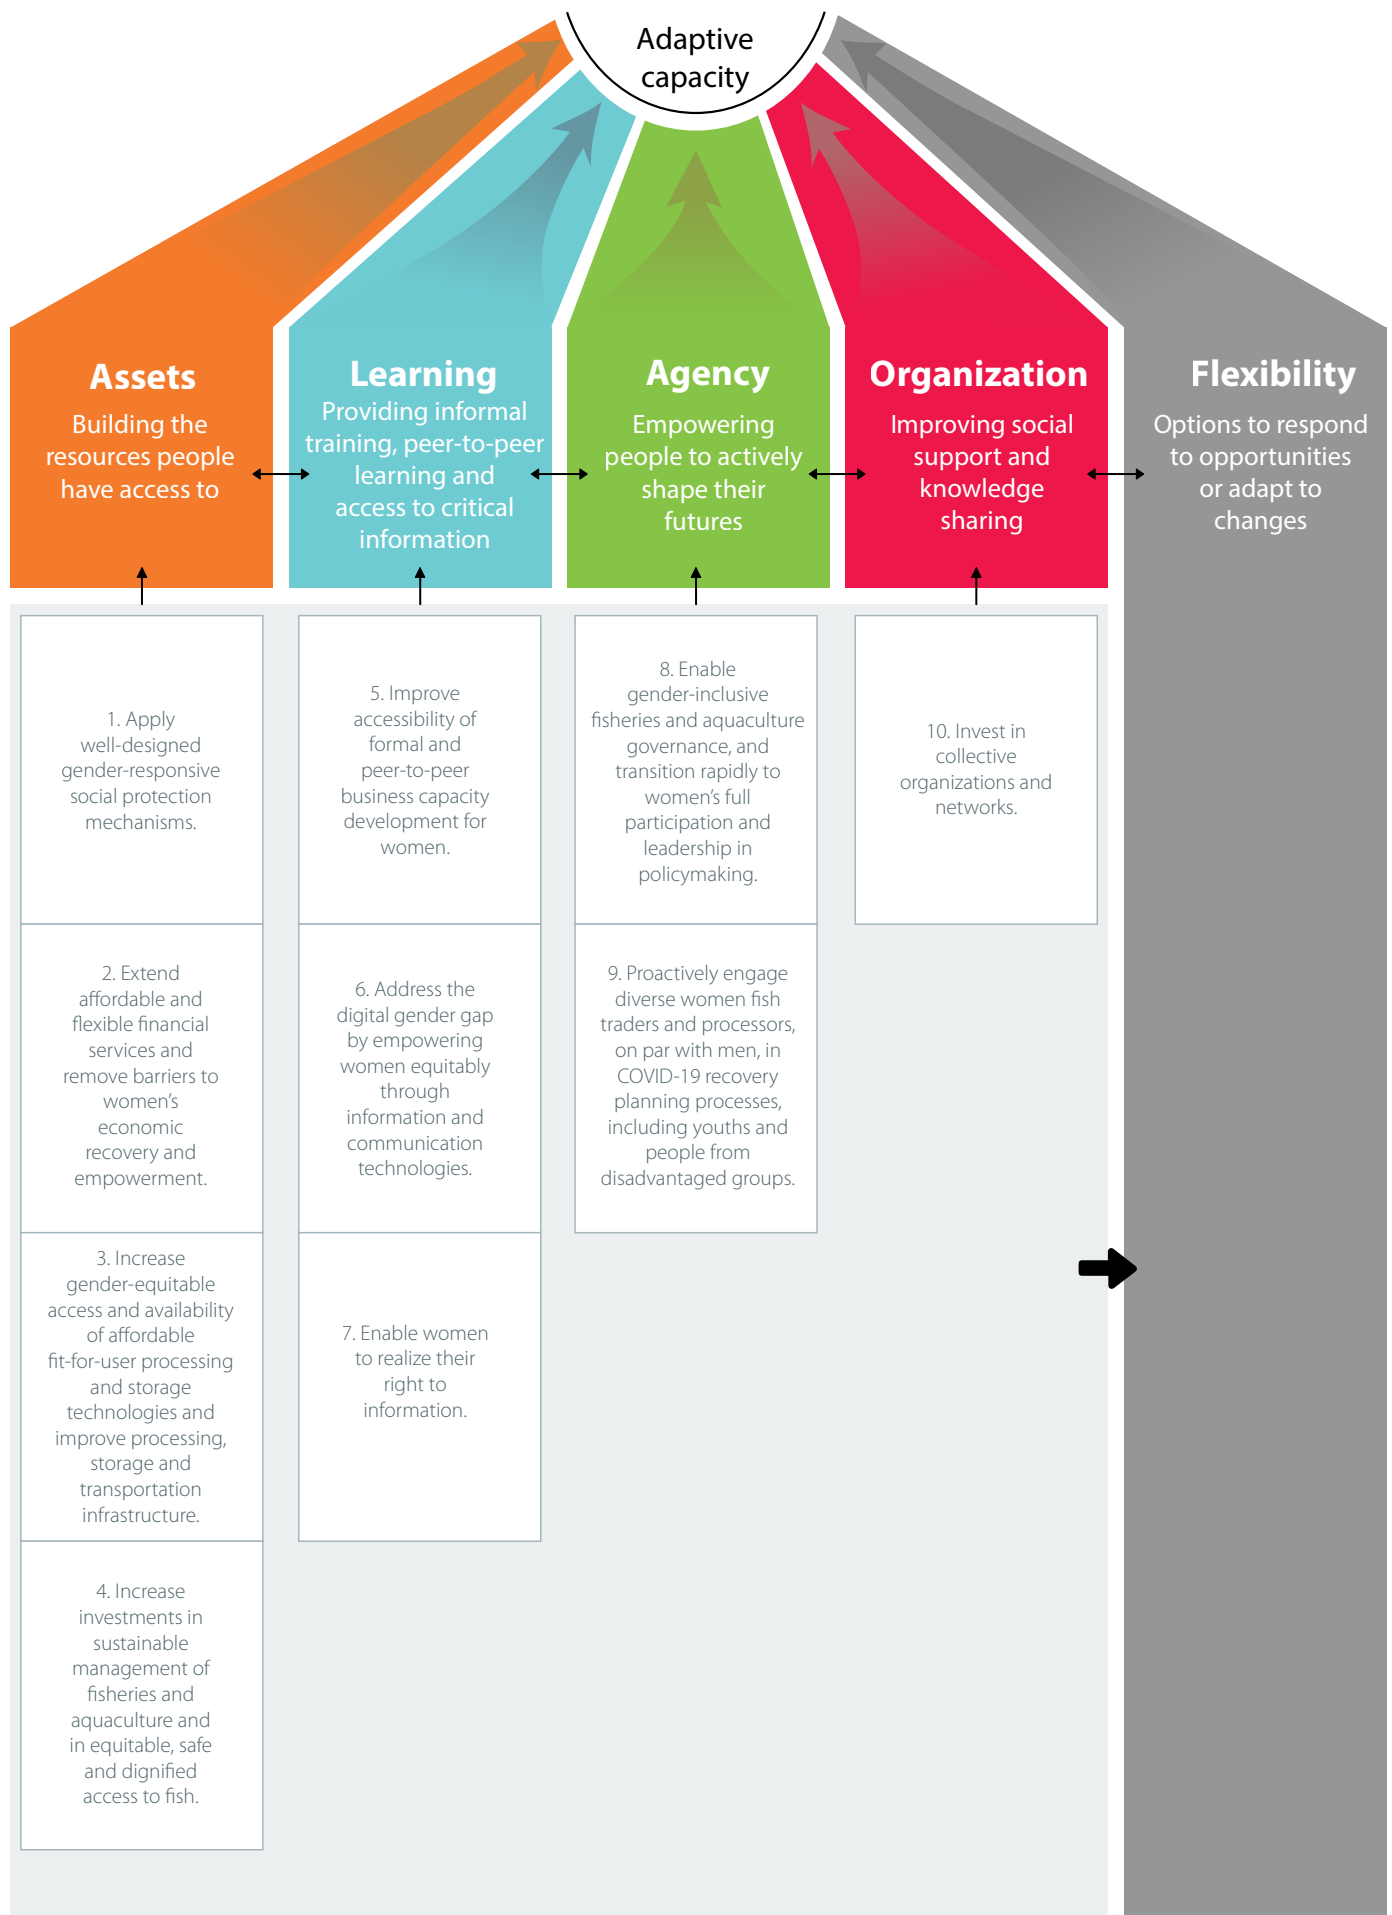 Adaptive
capacity
Assets
Building the
resources people
have access to
Learning
Providing informal
training, peer-to-peer
learning and
access to critical
information
Agency
Empowering
people to actively
shape their
futures
Organization
Improving social
support and
knowledge
sharing
Flexibility
Options to respond
to opportunities
or adapt to
changes
1. Apply
well-designed
gender-responsive
social protection
mechanisms.
2. Extend
affordable and
flexible financial
services and
remove barriers to
women's
economic
recovery and
empowerment.
3. Increase
gender-equitable
access and availability
of affordable
fit-for-user processing
and storage
technologies and
improve processing,
storage and
transportation
infrastructure.
4. Increase
investments in
sustainable
management of
fisheries and
aquaculture and
in equitable, safe
and dignified
access to fish.
5. Improve
accessibility of
formal and
peer-to-peer
business capacity
development for
women.
6. Address the
digital gender gap
by empowering
women equitably
through
information and
communication
technologies.
7. Enable women
to realize their
right to
information.
8. Enable
gender-inclusive
fisheries and aquaculture
governance, and
transition rapidly to
women's full
participation and
leadership in
policymaking.
9. Proactively engage
diverse women fish
traders and processors,
on par with men, in
COVID-19 recovery
planning processes,
including youths and
people from
disadvantaged groups.
10. Invest in
collective
organizations and
networks.